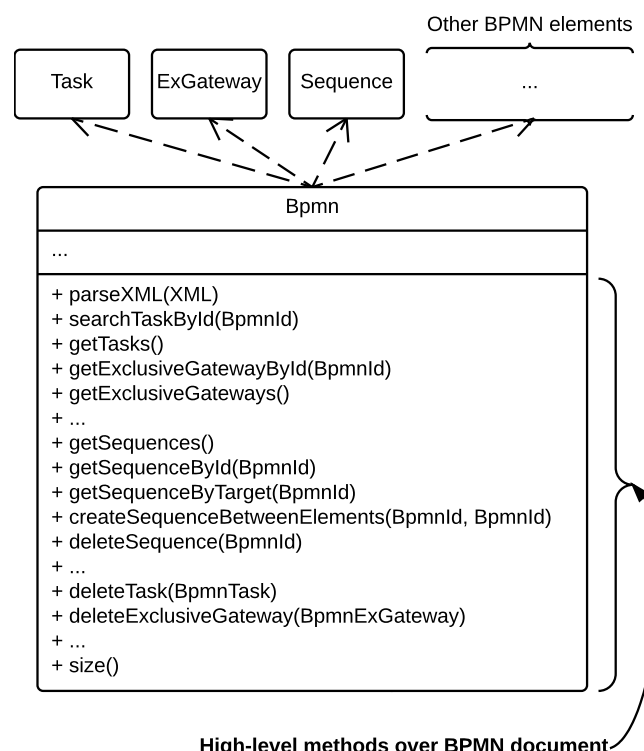 Other BPMN elements
Task
ExGateway
Sequence
...
Bpmn
...
+ parseXML(XML)
+ searchTaskById(BpmnId)
+ getTasks()
+ getExclusiveGatewayById(BpmnId)
+ getExclusiveGateways()
+ ...
+ getSequences()
+ getSequenceById(BpmnId)
+ getSequenceByTarget(BpmnId)
+ createSequenceBetweenElements(BpmnId, BpmnId)
+ deleteSequence(BpmnId)
+ ...
+ deleteTask(BpmnTask)
+ deleteExclusiveGateway(BpmnExGateway)
+ ...
+ size()
High-level methods over BPMN document